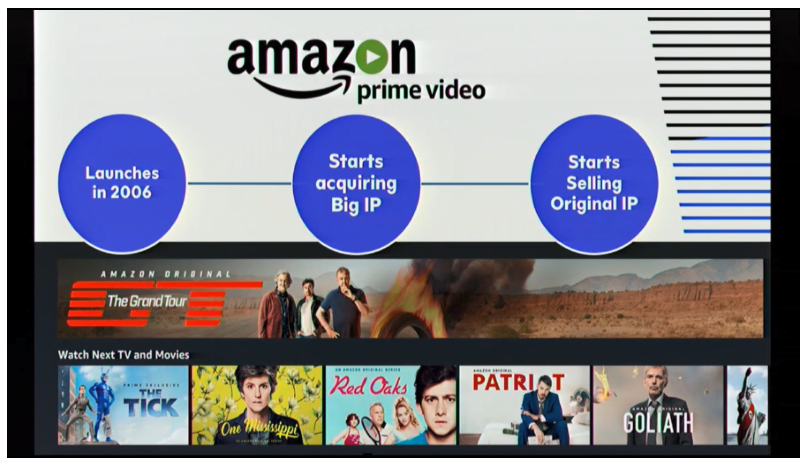 amazon
prime video
Launches
in 2006
Starts
acquiring
Big IP
Starts
Selling
Original IP
AMAZON ORIGINAL
The Grand Tour
Watch Next TV and Movies
PRIME EXCLUSIVE
THE
TICK
One Mississippi
AN AMAZON ORIGINAL SERIES
Red Oaks
AMAZON ORIGINAL
PATRIOT
AMAZON ORIGINAL
GOLIATH